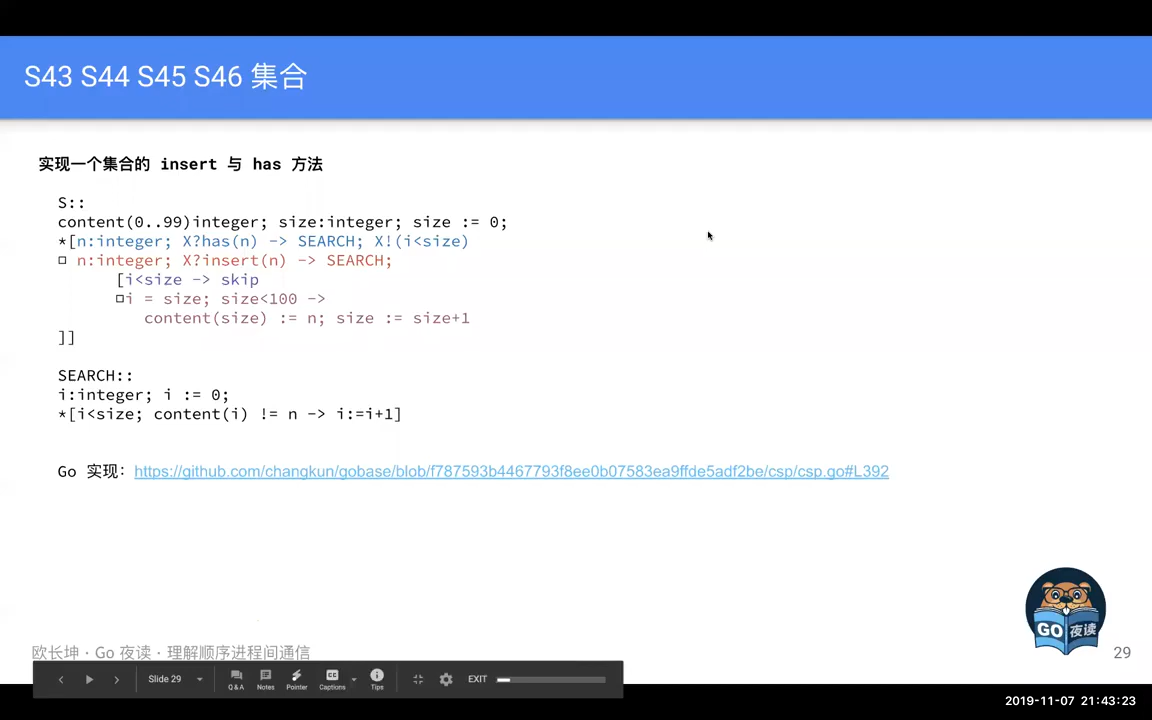 S43 S44 S45 S46 集合
实现一个集合的 insert 与 has 方法
S::
content(0..99)integer; size:integer; size := 0;
*[n:integer; X?has(n) -> SEARCH; X!(i<size)
□ n:integer; X?insert(n) -> SEARCH;
[i<size -> skip
□i = size; size<100 ->
content(size) := n; size := size+1
]]
SEARCH::
i:integer; i := 0;
*[i<size; content(i) != n -> i:=i+1]
Go 实现: https://github.com/changkun/gobase/blob/f787593b4467793f8ee0b07583ea9ffde5adf2be/csp/csp.go#L392
GO 夜读
欧长坤 · Go 夜读 · 理解顺序进程间通信
29
Slide 29
Q & A
Notes
Pointer
CC
Captions
Tips
EXIT
2019-11-07 21:43:23